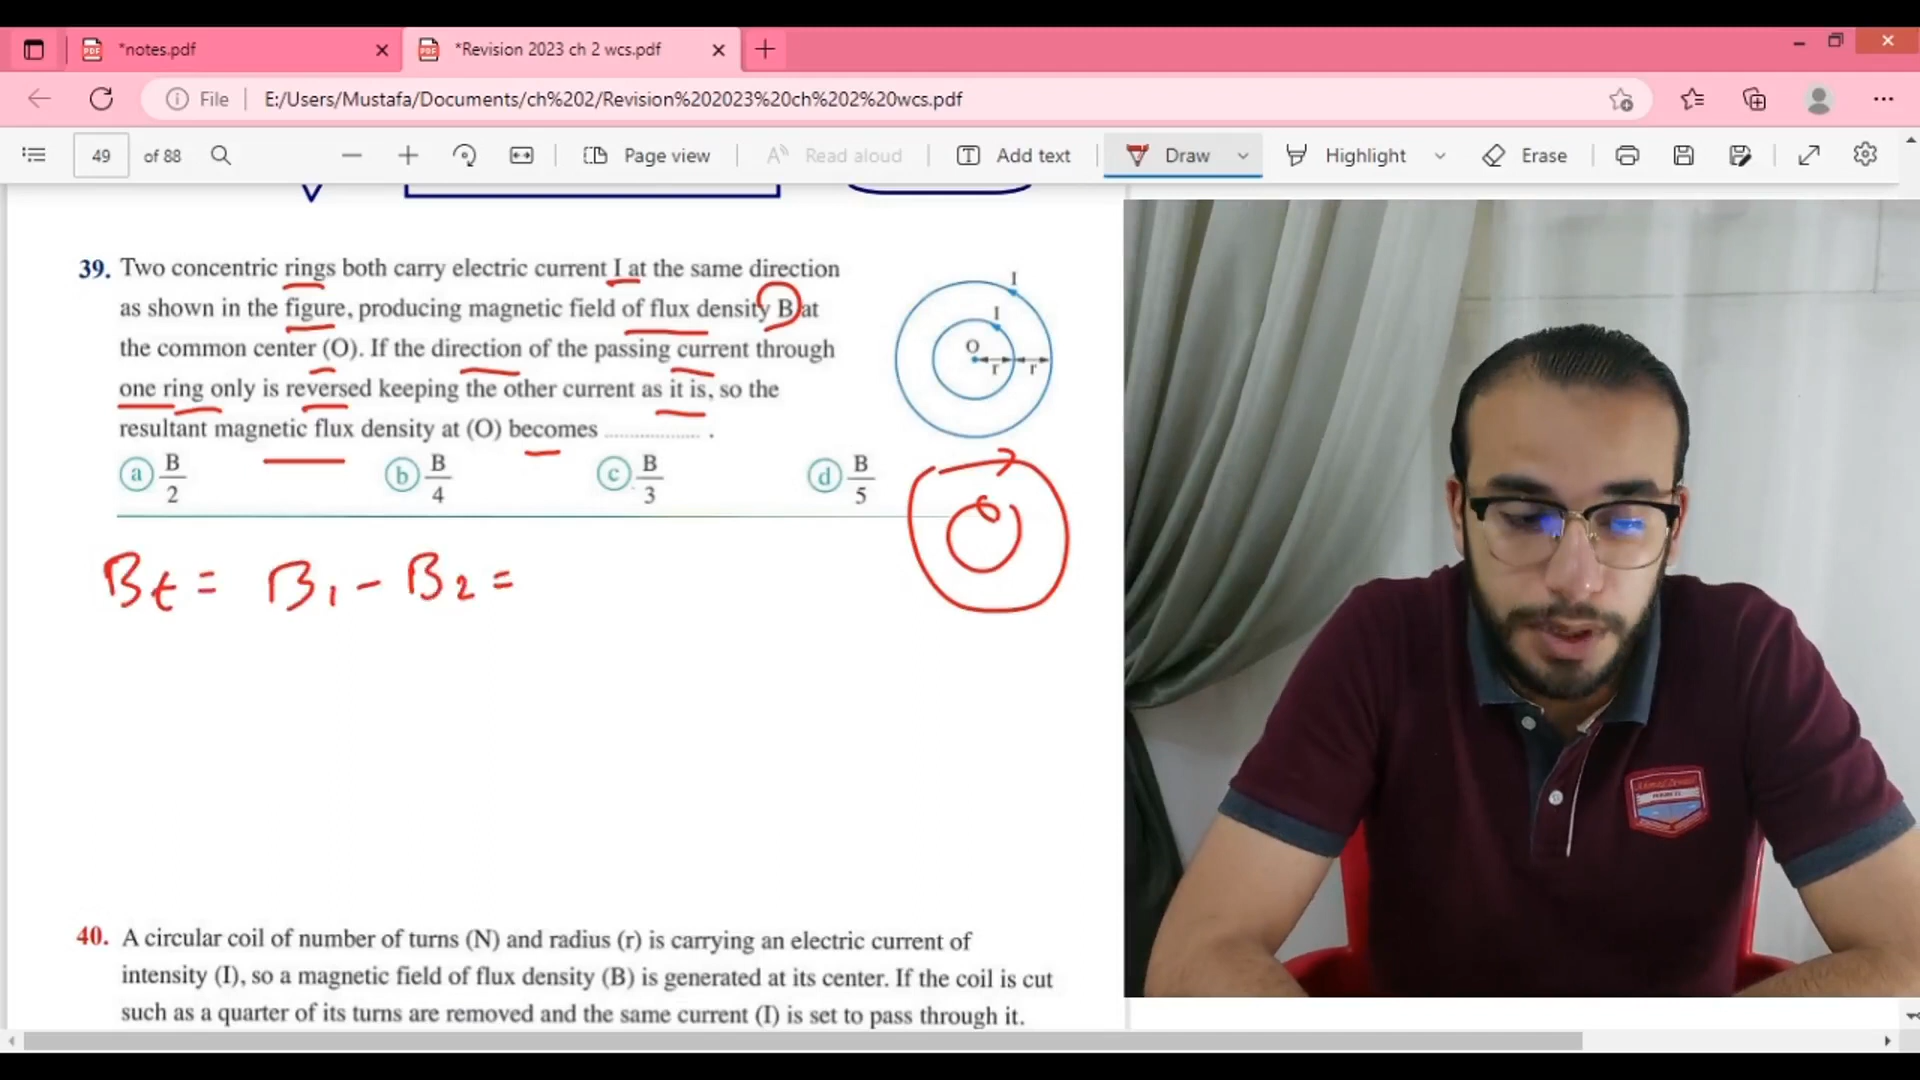 *notes.pdf
*Revision 2023 ch 2 wcs.pdf
File
E:/Users/Mustafa/Documents/ch%202/Revision%202023%20ch%202%20wcs.pdf
49 of 88
Page view
Read aloud
Add text
Draw
Highlight
Erase
39. Two concentric rings both carry electric current I at the same direction
as shown in the figure, producing magnetic field of flux density B at
the common center (O). If the direction of the passing current through
one ring only is reversed keeping the other current as it is, so the
resultant magnetic flux density at (O) becomes .................... .
I
I
O
r r
a B/2 b B/4 c B/3 d B/5
Bt = B1 - B2 =
40. A circular coil of number of turns (N) and radius (r) is carrying an electric current of
intensity (I), so a magnetic field of flux density (B) is generated at its center. If the coil is cut
such as a quarter of its turns are removed and the same current (I) is set to pass through it.